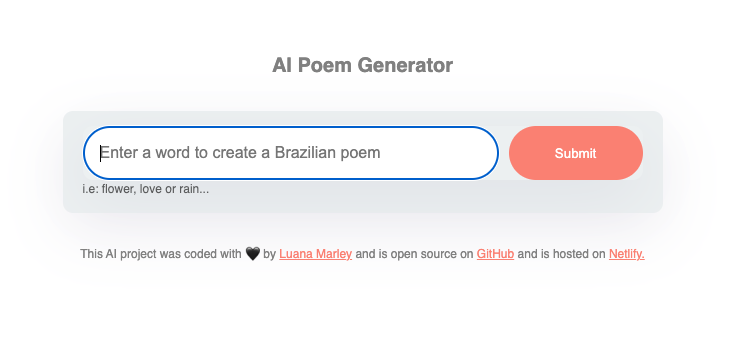 AI Poem Generator
Enter a word to create a Brazilian poem
Submit
i.e: flower, love or rain...
This AI project was coded with 🖤 by Luana Marley and is open source on GitHub and is hosted on Netlify.